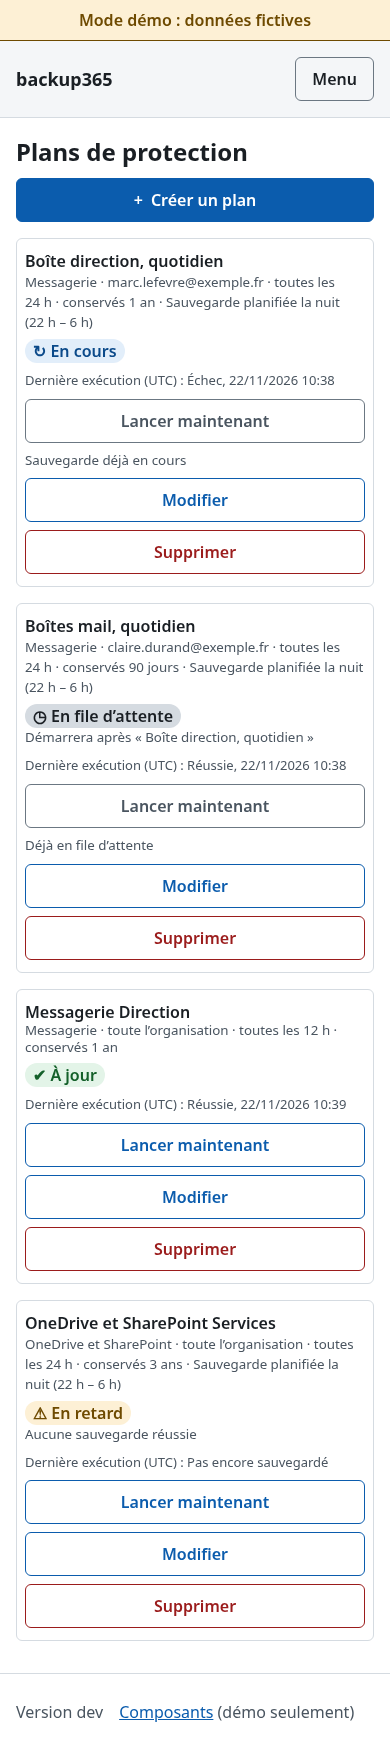 Mode démo : données fictives
backup365
Menu
Plans de protection
+ Créer un plan
Boîte direction, quotidien
Messagerie · marc.lefevre@exemple.fr · toutes les
24 h · conservés 1 an · Sauvegarde planifiée la nuit
(22 h – 6 h)
↻ En cours
Dernière exécution (UTC) : Échec, 22/11/2026 10:38
Lancer maintenant
Sauvegarde déjà en cours
Modifier
Supprimer
Boîtes mail, quotidien
Messagerie · claire.durand@exemple.fr · toutes les
24 h · conservés 90 jours · Sauvegarde planifiée la nuit
(22 h – 6 h)
◷ En file d’attente
Démarrera après « Boîte direction, quotidien »
Dernière exécution (UTC) : Réussie, 22/11/2026 10:38
Lancer maintenant
Déjà en file d’attente
Modifier
Supprimer
Messagerie Direction
Messagerie · toute l’organisation · toutes les 12 h ·
conservés 1 an
✔ À jour
Dernière exécution (UTC) : Réussie, 22/11/2026 10:39
Lancer maintenant
Modifier
Supprimer
OneDrive et SharePoint Services
OneDrive et SharePoint · toute l’organisation · toutes
les 24 h · conservés 3 ans · Sauvegarde planifiée la
nuit (22 h – 6 h)
⚠ En retard
Aucune sauvegarde réussie
Dernière exécution (UTC) : Pas encore sauvegardé
Lancer maintenant
Modifier
Supprimer
Version dev Composants (démo seulement)